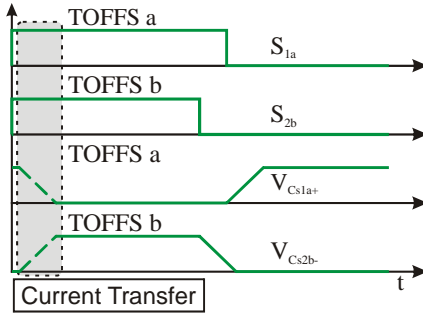 TOFFS a
S1a
TOFFS b
S2b
TOFFS a
VCs1a+
TOFFS b
VCs2b-
t
Current Transfer